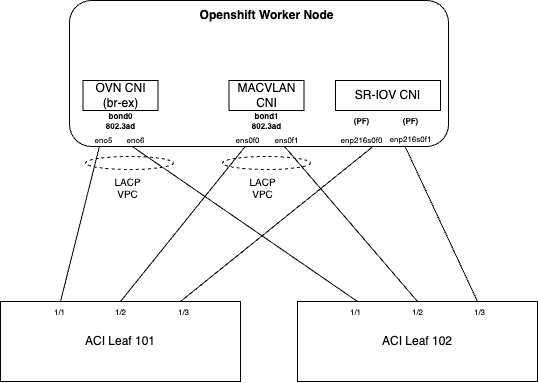 Openshift Worker Node
OVN CNI
(br-ex)
bond0
802.3ad
eno5 eno6
MACVLAN
CNI
bond1
802.3ad
ens0f0 ens0f1
SR-IOV CNI
(PF) (PF)
enp216s0f0 enp216s0f1
LACP
VPC
LACP
VPC
1/1 1/2 1/3
ACI Leaf 101
1/1 1/2 1/3
ACI Leaf 102